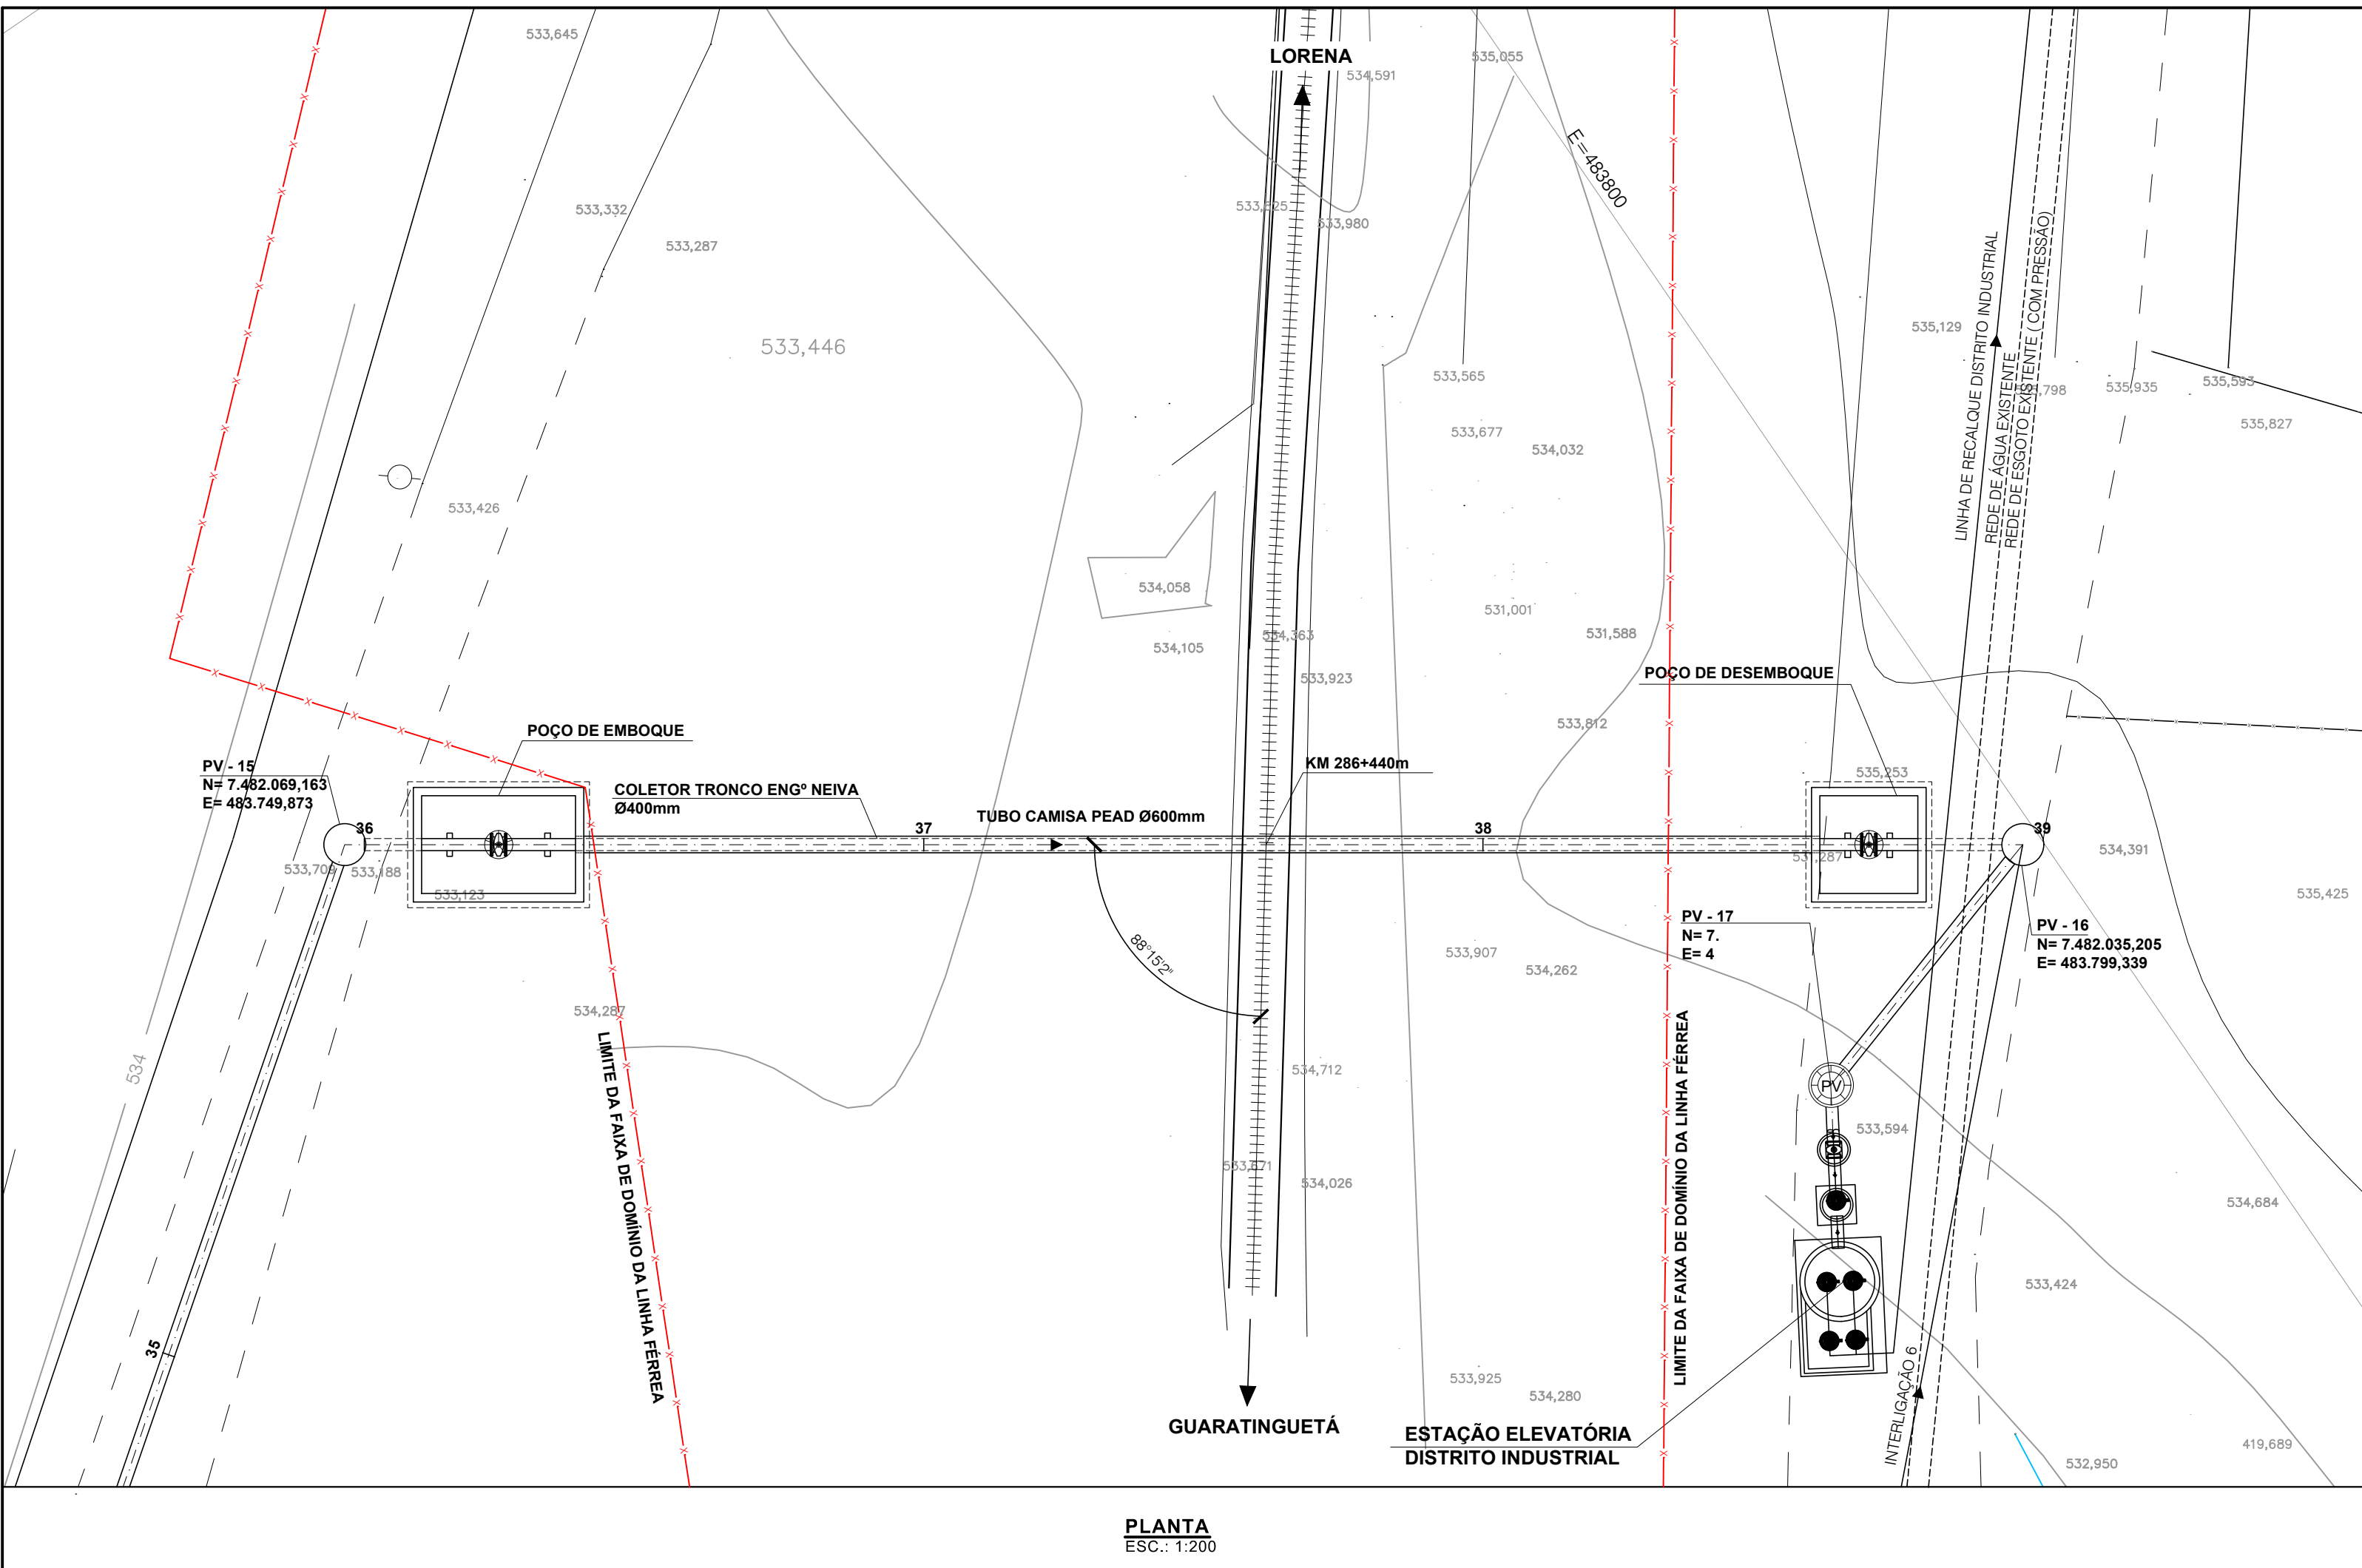 533,645
LORENA
534,591
535,055
E=483800
533,332
533,287
533,825
533,980
533,446
533,565
533,677
534,032
533,426
534,058
534,105
534,363
533,923
531,001
531,588
533,812
535,129
LINHA DE RECALQUE DISTRITO INDUSTRIAL
REDE DE ÁGUA EXISTENTE
REDE DE ESGOTO EXISTENTE ( COM PRESSÃO)
535,935
535,593
535,827
POÇO DE DESEMBOQUE
POÇO DE EMBOQUE
PV - 15
N= 7.482.069,163
E= 483.749,873
36
COLETOR TRONCO ENGº NEIVA
Ø400mm
37
TUBO CAMISA PEAD Ø600mm
KM 286+440m
38
535,253
39
533,709
533,188
533,123
534,391
535,425
88°15'2"
533,907
534,262
PV - 17
N= 7.
E= 4
PV - 16
N= 7.482.035,205
E= 483.799,339
534,287
534
LIMITE DA FAIXA DE DOMÍNIO DA LINHA FÉRREA
534,712
533,671
534,026
LIMITE DA FAIXA DE DOMÍNIO DA LINHA FÉRREA
PV
533,594
534,684
533,424
35
INTERLIGAÇÃO 6
533,925
534,280
GUARATINGUETÁ
ESTAÇÃO ELEVATÓRIA
DISTRITO INDUSTRIAL
419,689
532,950
PLANTA
ESC.: 1:200